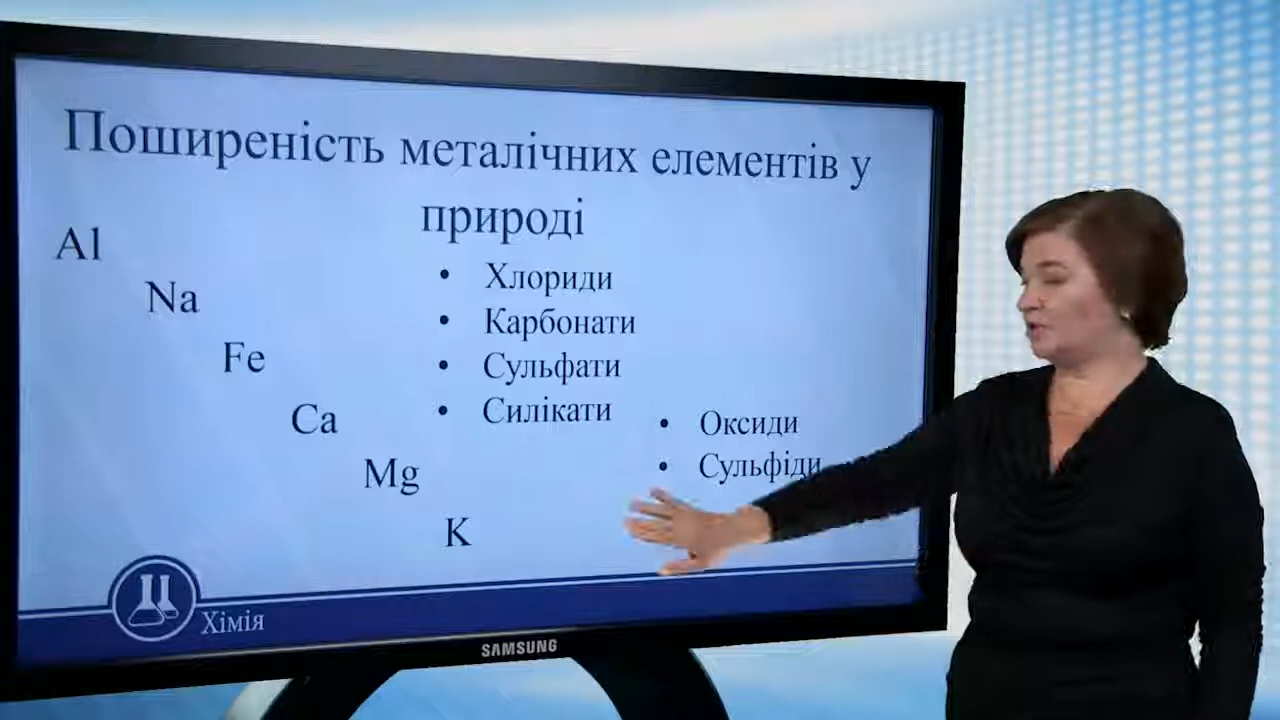 Поширеність металічних елементів у
природі
Al
Na
Fe
Ca
Mg
K
• Хлориди
• Карбонати
• Сульфати
• Силікати
• Оксиди
• Сульфіди
Хімія
SAMSUNG